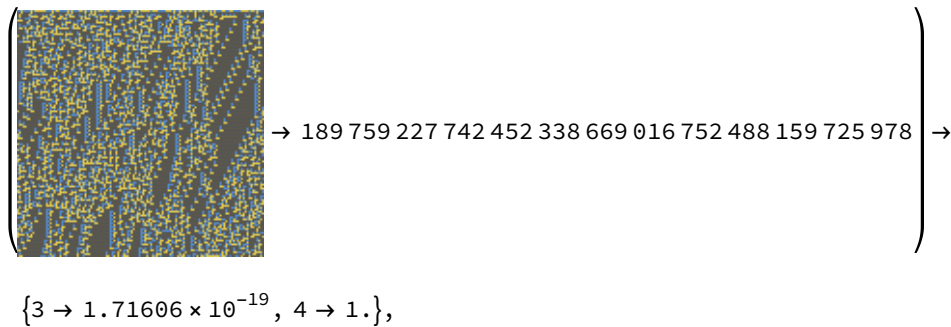 ( → 189 759 227 742 452 338 669 016 752 488 159 725 978 ) →
{3 → 1.71606 × 10⁻¹⁹, 4 → 1.},